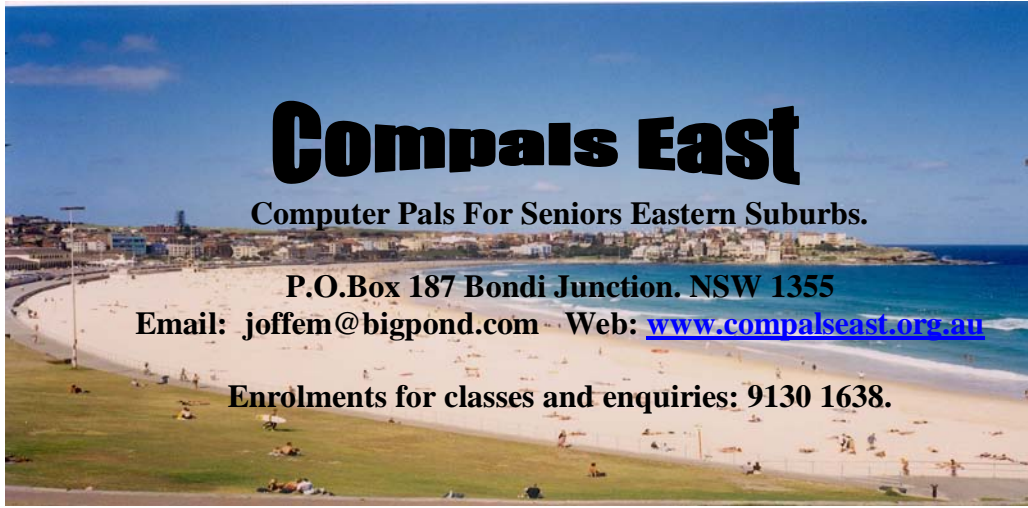 Compals East
Computer Pals For Seniors Eastern Suburbs.
P.O.Box 187 Bondi Junction. NSW 1355
Email: joffem@bigpond.com Web: www.compalseast.org.au
Enrolments for classes and enquiries: 9130 1638.